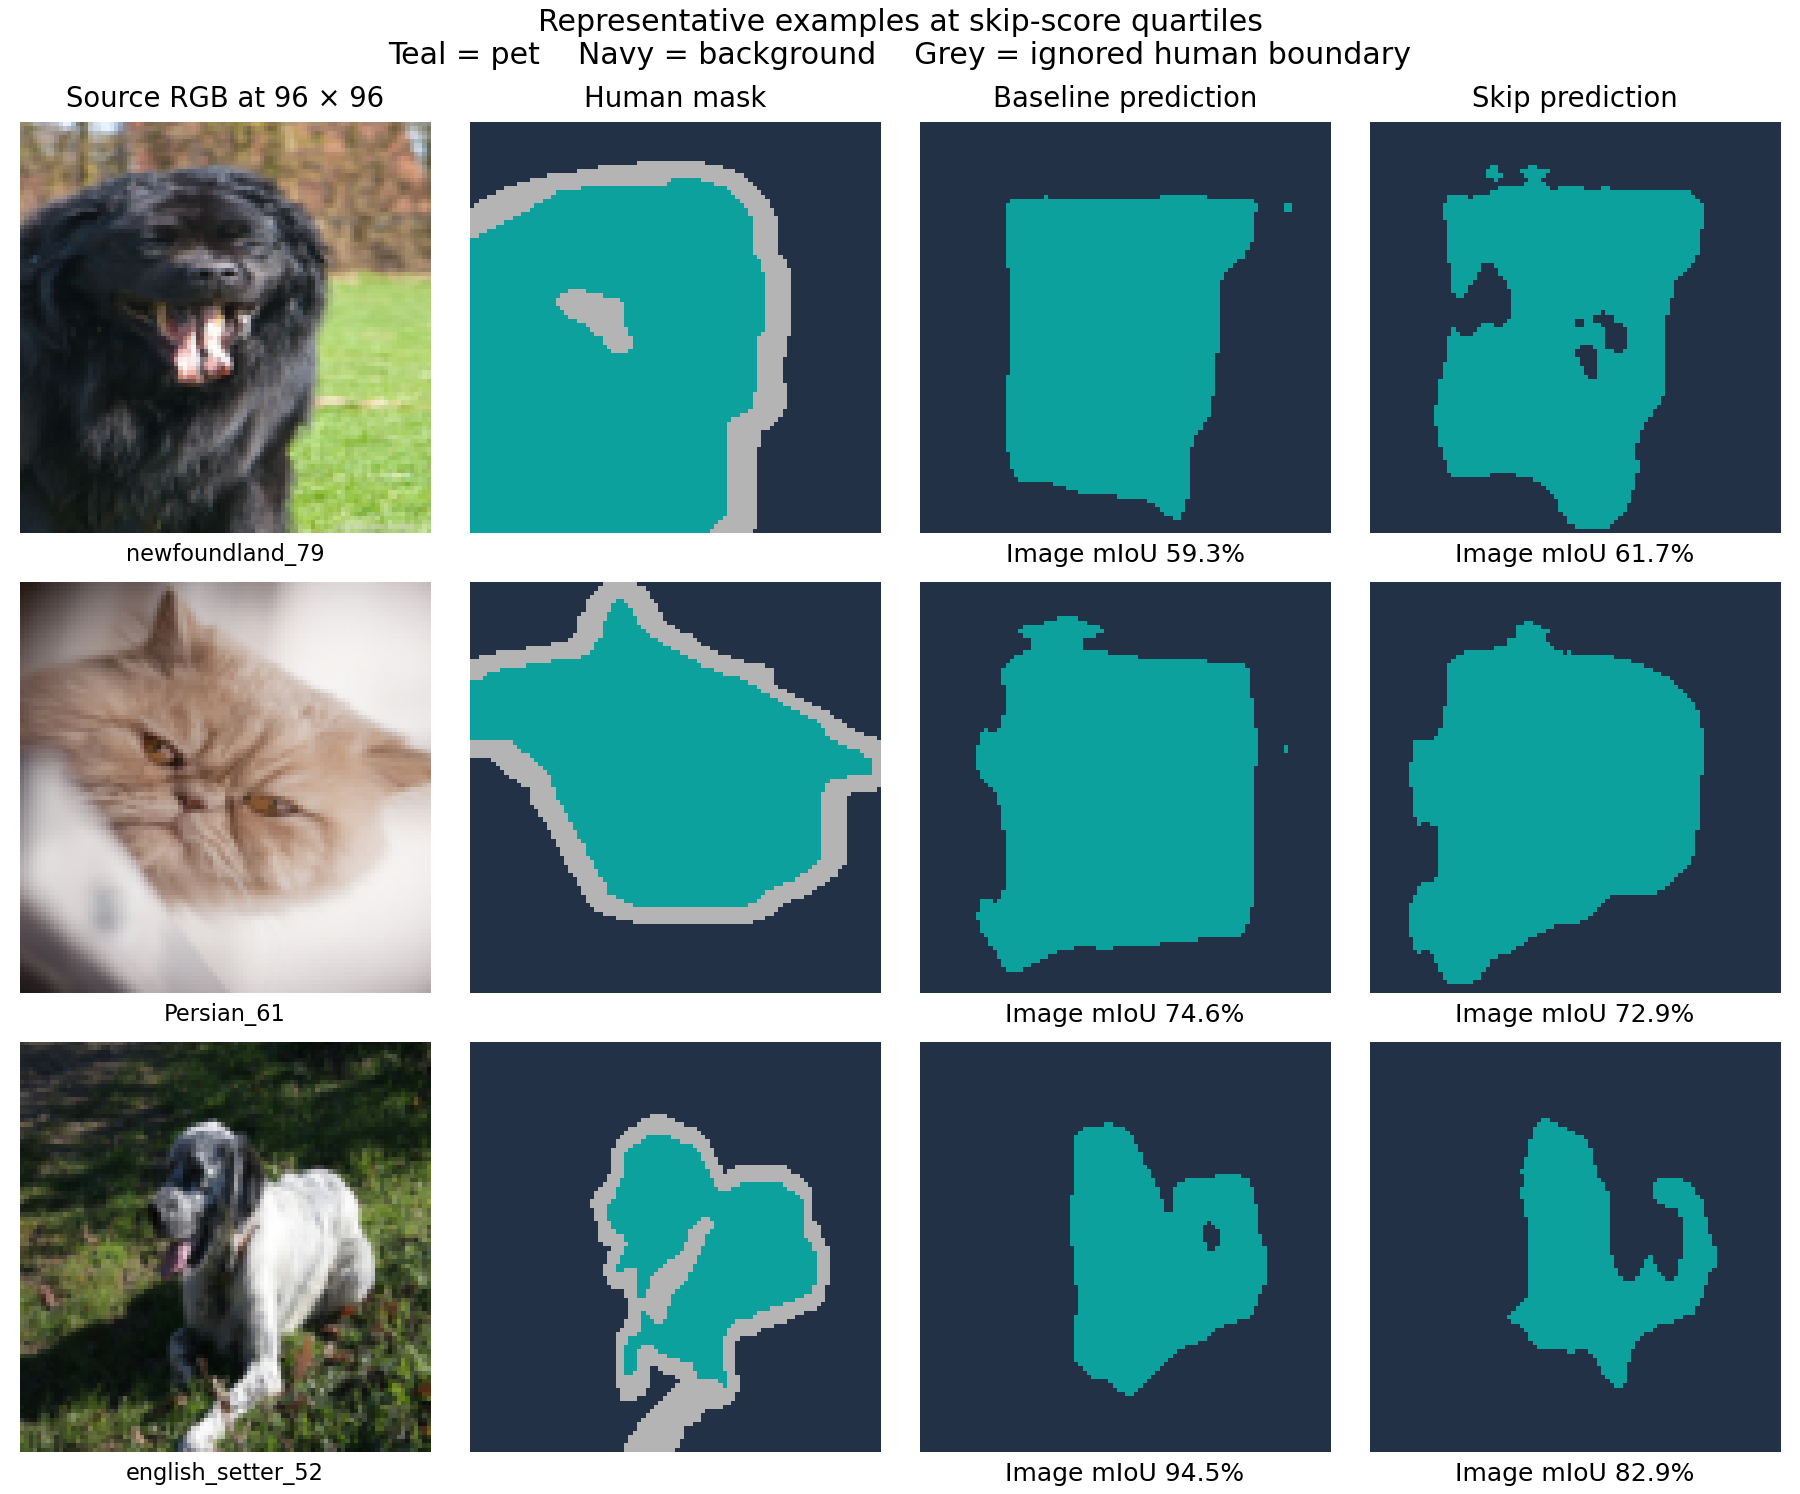 Representative examples at skip-score quartiles
Teal = pet    Navy = background    Grey = ignored human boundary
Source RGB at 96 × 96
Human mask
Baseline prediction
Skip prediction
newfoundland_79
Image mIoU 59.3%
Image mIoU 61.7%
Persian_61
Image mIoU 74.6%
Image mIoU 72.9%
english_setter_52
Image mIoU 94.5%
Image mIoU 82.9%